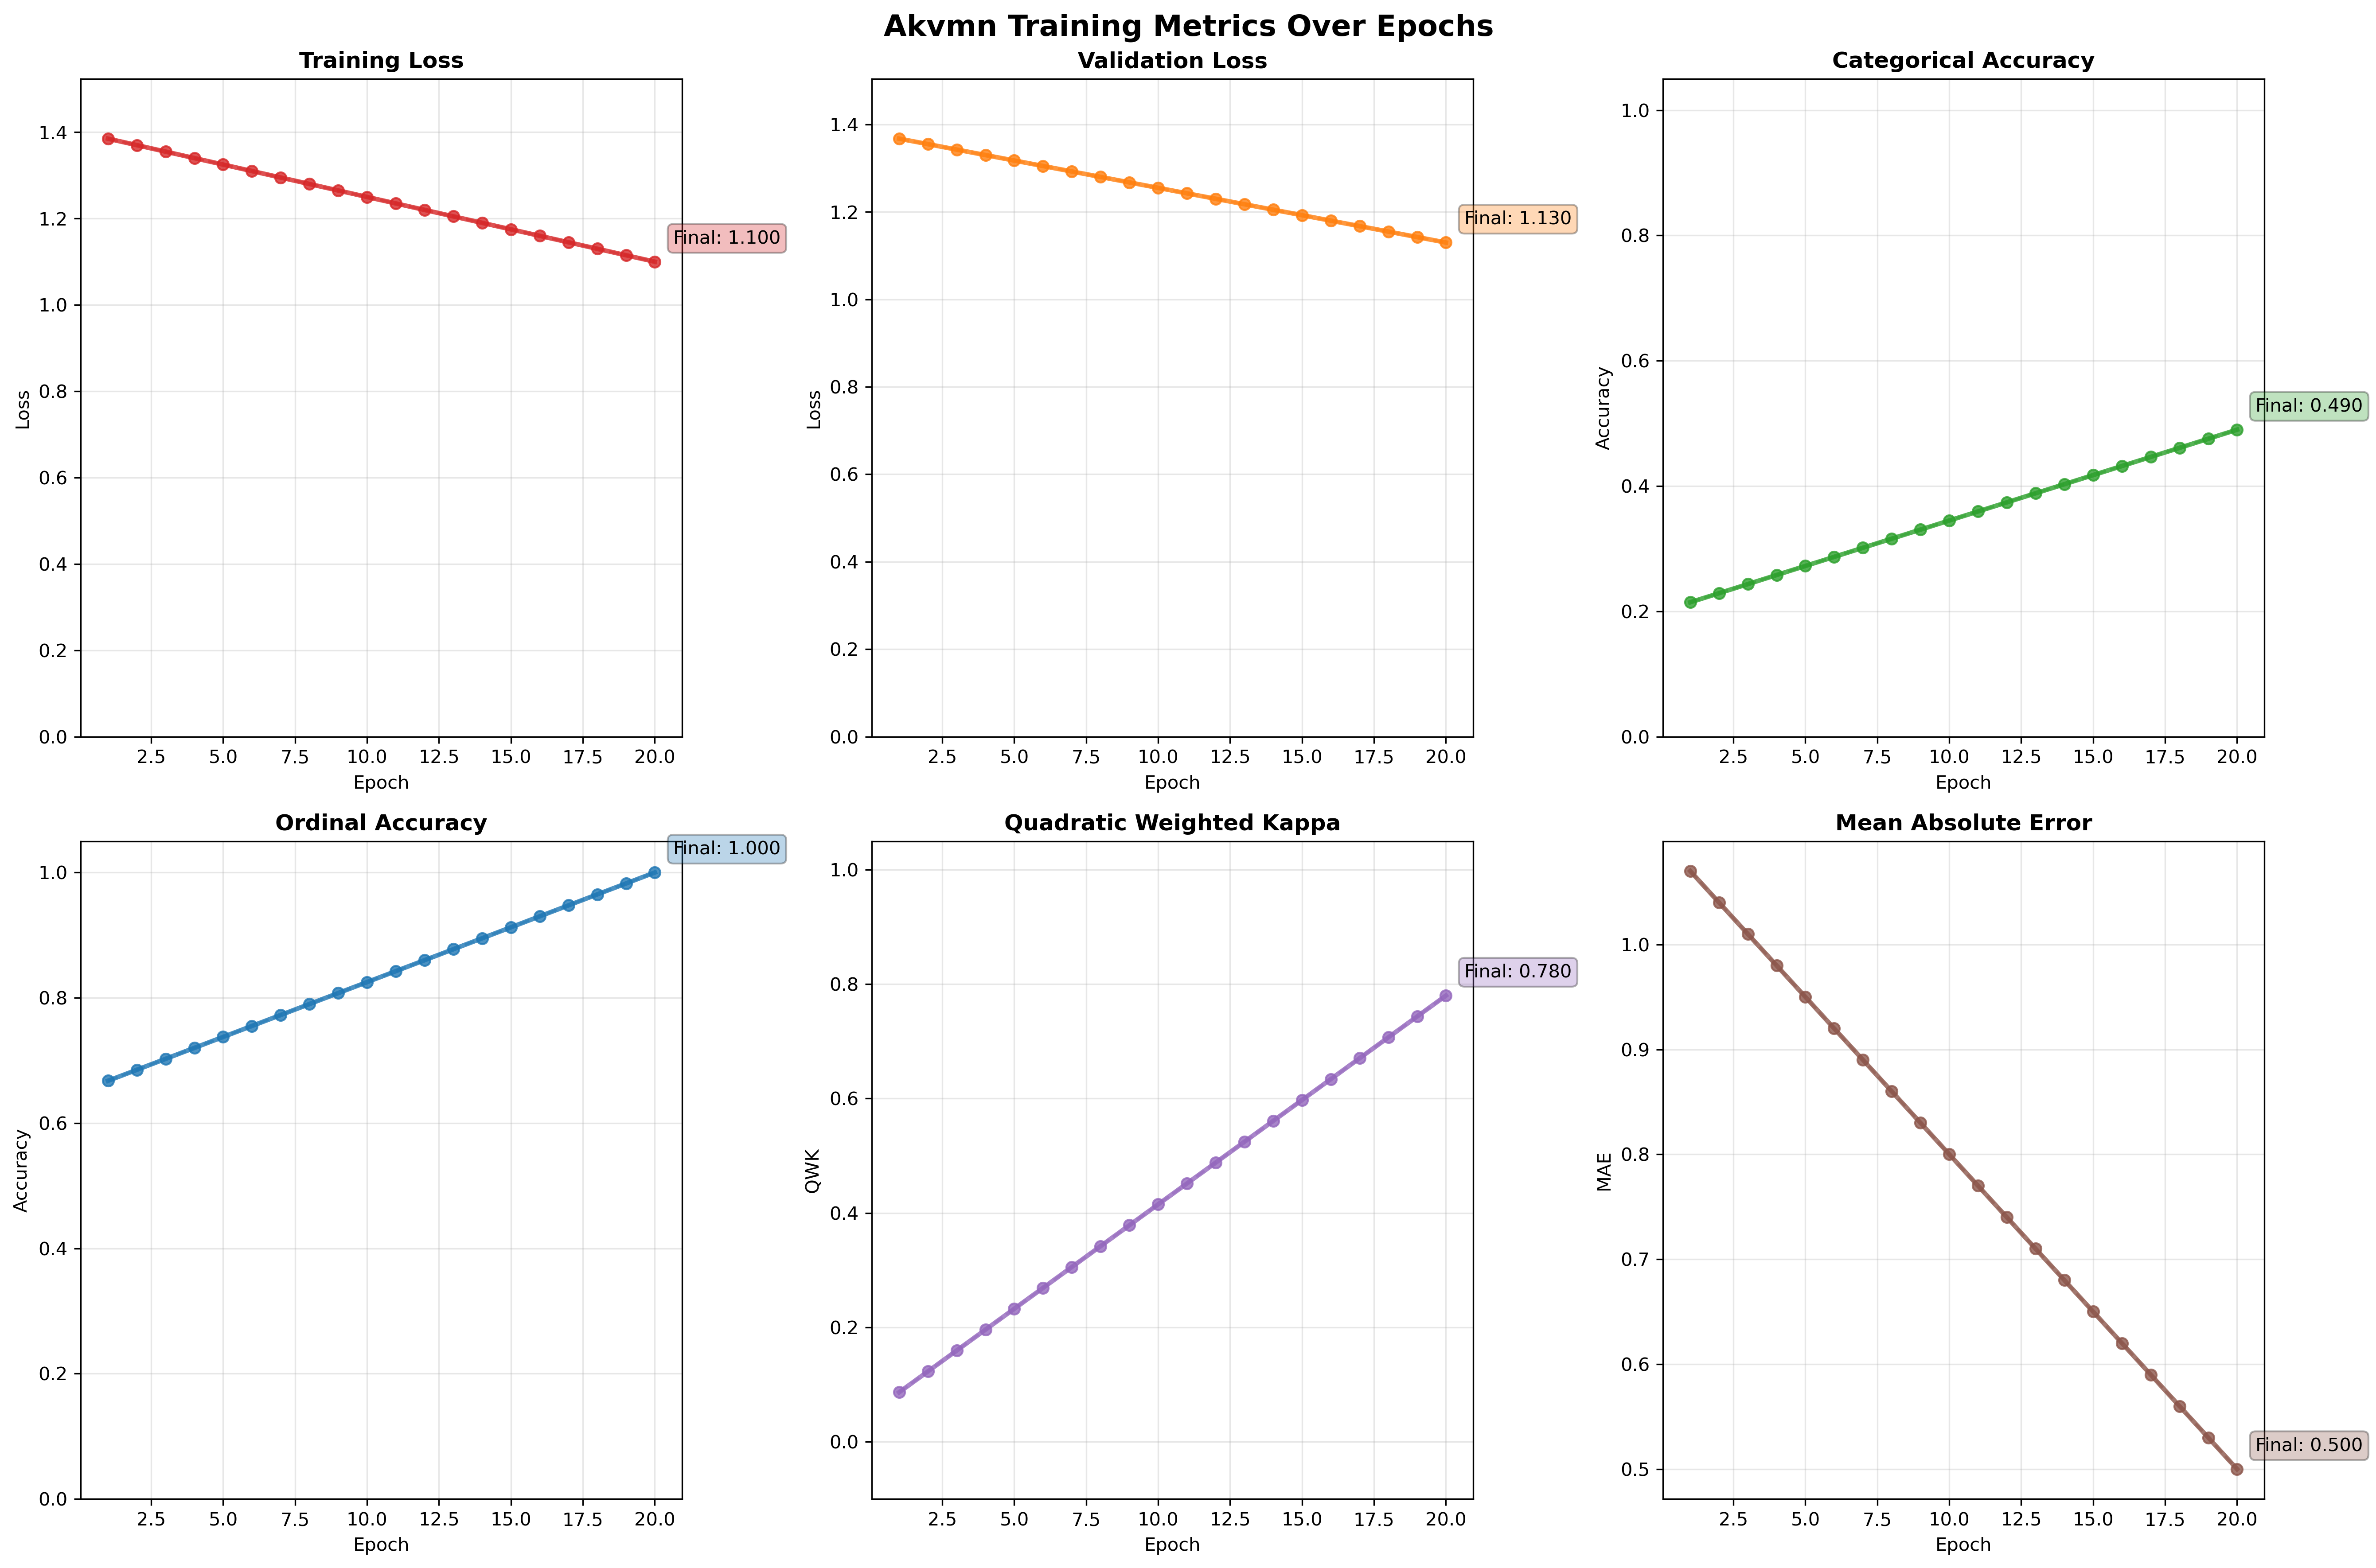 Akvmn Training Metrics Over Epochs
Training Loss
1.4
1.2
1.0
0.8
0.6
0.4
0.2
0.0
Loss
Final: 1.100
2.5 5.0 7.5 10.0 12.5 15.0 17.5 20.0
Epoch
Validation Loss
1.4
1.2
1.0
0.8
0.6
0.4
0.2
0.0
Loss
Final: 1.130
2.5 5.0 7.5 10.0 12.5 15.0 17.5 20.0
Epoch
Categorical Accuracy
1.0
0.8
0.6
0.4
0.2
0.0
Accuracy
Final: 0.490
2.5 5.0 7.5 10.0 12.5 15.0 17.5 20.0
Epoch
Ordinal Accuracy
1.0
0.8
0.6
0.4
0.2
0.0
Accuracy
Final: 1.000
2.5 5.0 7.5 10.0 12.5 15.0 17.5 20.0
Epoch
Quadratic Weighted Kappa
1.0
0.8
0.6
0.4
0.2
0.0
QWK
Final: 0.780
2.5 5.0 7.5 10.0 12.5 15.0 17.5 20.0
Epoch
Mean Absolute Error
1.0
0.9
0.8
0.7
0.6
0.5
MAE
Final: 0.500
2.5 5.0 7.5 10.0 12.5 15.0 17.5 20.0
Epoch